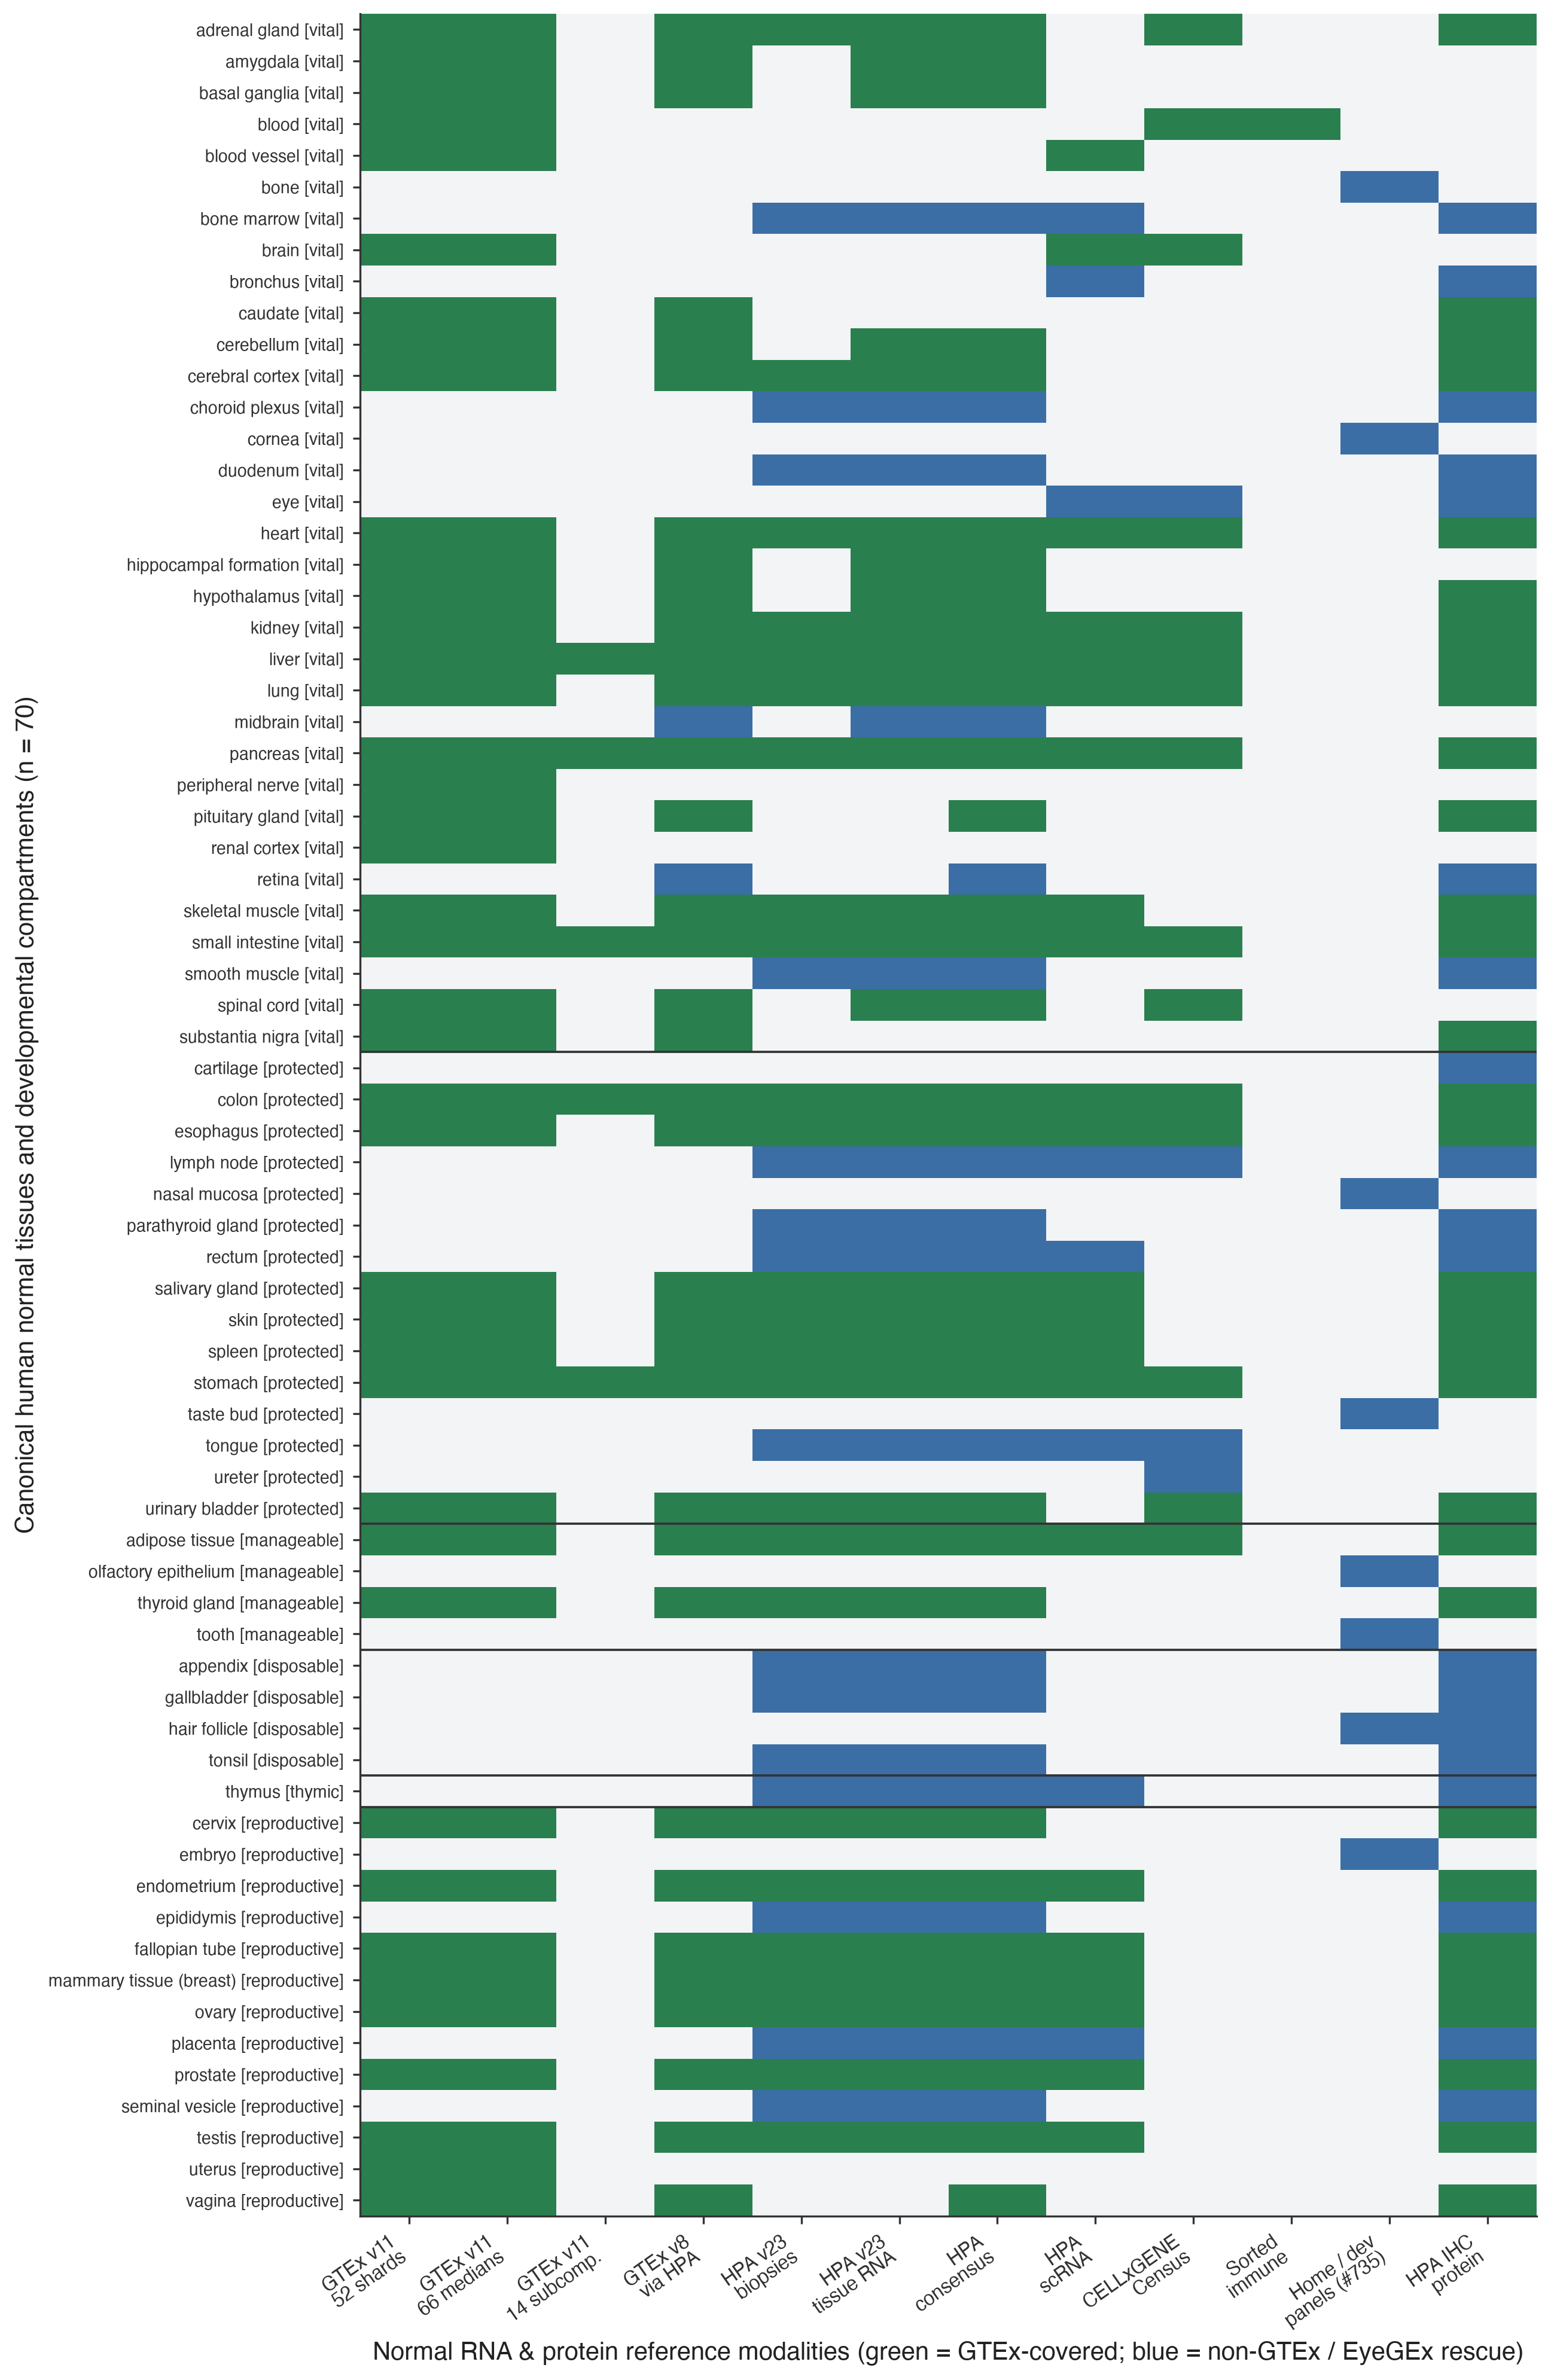 adrenal gland [vital]
amygdala [vital]
basal ganglia [vital]
blood [vital]
blood vessel [vital]
bone [vital]
bone marrow [vital]
brain [vital]
bronchus [vital]
caudate [vital]
cerebellum [vital]
cerebral cortex [vital]
choroid plexus [vital]
cornea [vital]
duodenum [vital]
eye [vital]
heart [vital]
hippocampal formation [vital]
hypothalamus [vital]
kidney [vital]
liver [vital]
lung [vital]
midbrain [vital]
pancreas [vital]
peripheral nerve [vital]
pituitary gland [vital]
renal cortex [vital]
retina [vital]
skeletal muscle [vital]
small intestine [vital]
smooth muscle [vital]
spinal cord [vital]
substantia nigra [vital]
cartilage [protected]
colon [protected]
esophagus [protected]
lymph node [protected]
nasal mucosa [protected]
parathyroid gland [protected]
rectum [protected]
salivary gland [protected]
skin [protected]
spleen [protected]
stomach [protected]
taste bud [protected]
tongue [protected]
ureter [protected]
urinary bladder [protected]
adipose tissue [manageable]
olfactory epithelium [manageable]
thyroid gland [manageable]
tooth [manageable]
appendix [disposable]
gallbladder [disposable]
hair follicle [disposable]
tonsil [disposable]
thymus [thymic]
cervix [reproductive]
embryo [reproductive]
endometrium [reproductive]
epididymis [reproductive]
fallopian tube [reproductive]
mammary tissue (breast) [reproductive]
ovary [reproductive]
placenta [reproductive]
prostate [reproductive]
seminal vesicle [reproductive]
testis [reproductive]
uterus [reproductive]
vagina [reproductive]
Canonical human normal tissues and developmental compartments (n = 70)
GTEx v11
52 shards
GTEx v11
66 medians
GTEx v11
14 subcomp.
GTEx v8
via HPA
HPA v23
biopsies
HPA v23
tissue RNA
HPA
consensus
HPA
scRNA
CELLxGENE
Census
Sorted
immune
Home / dev
panels (#735)
HPA IHC
protein
Normal RNA &amp; protein reference modalities (green = GTEx-covered; blue = non-GTEx / EyeGEx rescue)